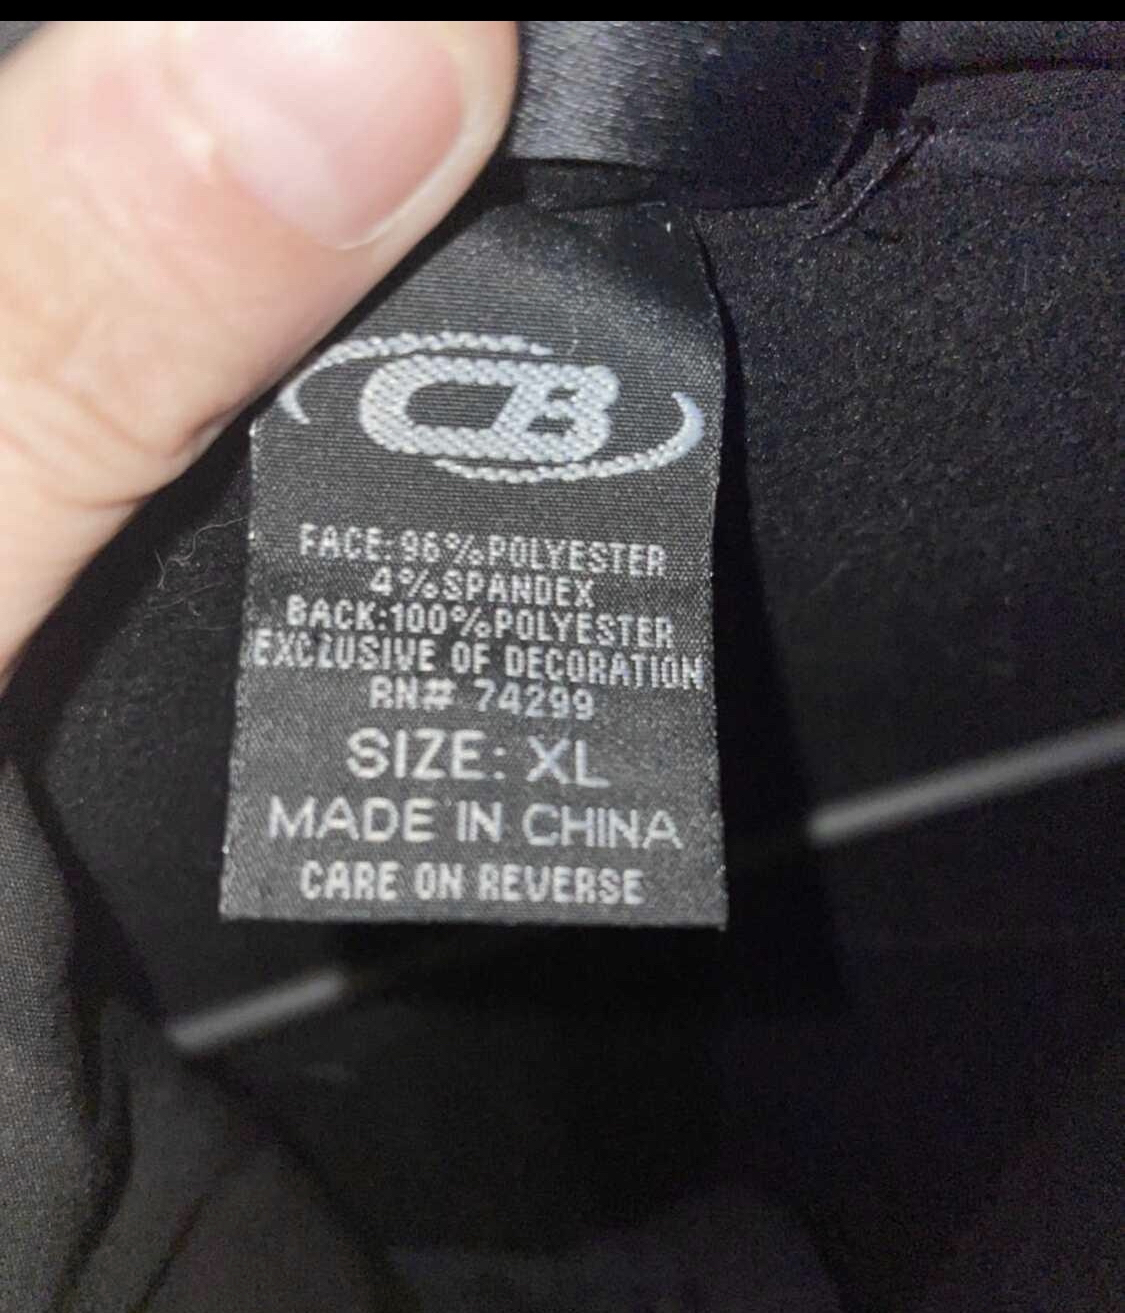 CB
FACE:96%POLYESTER
4%SPANDEX
BACK:100%POLYESTER
EXCLUSIVE OF DECORATION
RN# 74299
SIZE: XL
MADE IN CHINA
CARE ON REVERSE